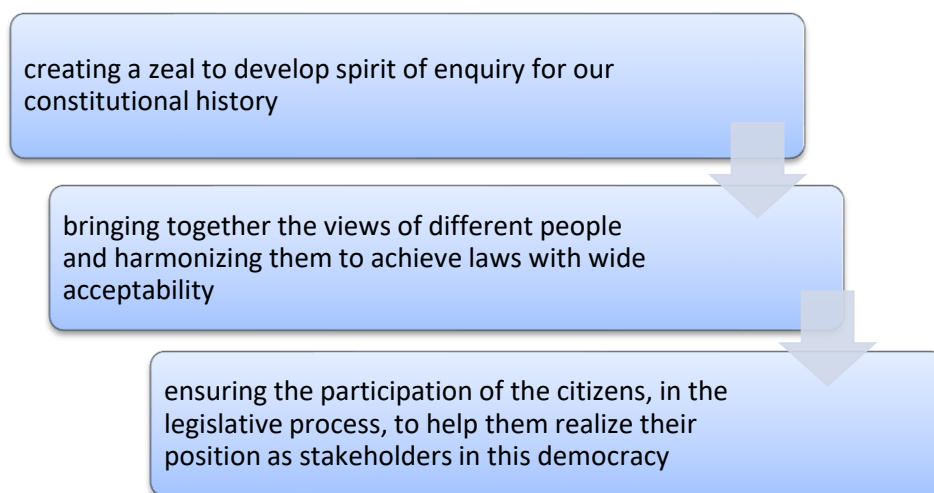 creating a zeal to develop spirit of enquiry for our
constitutional history
bringing together the views of different people
and harmonizing them to achieve laws with wide
acceptability
ensuring the participation of the citizens, in the
legislative process, to help them realize their
position as stakeholders in this democracy